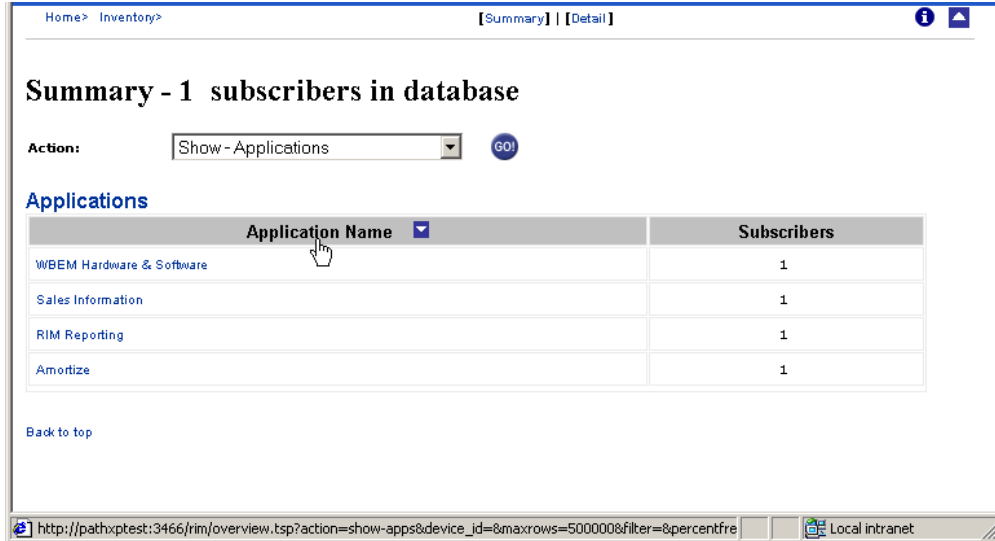 Home> Inventory> [Summary] | [Detail] i
Summary - 1 subscribers in database
Action: Show - Applications GO!
Applications
Application Name Subscribers
WBEM Hardware & Software 1
Sales Information 1
RIM Reporting 1
Amortize 1
Back to top
http://pathxptest:3466/rim/overview.tsp?action=show-apps&device_id=&maxrows=500000&filter=&percentfre Local intranet